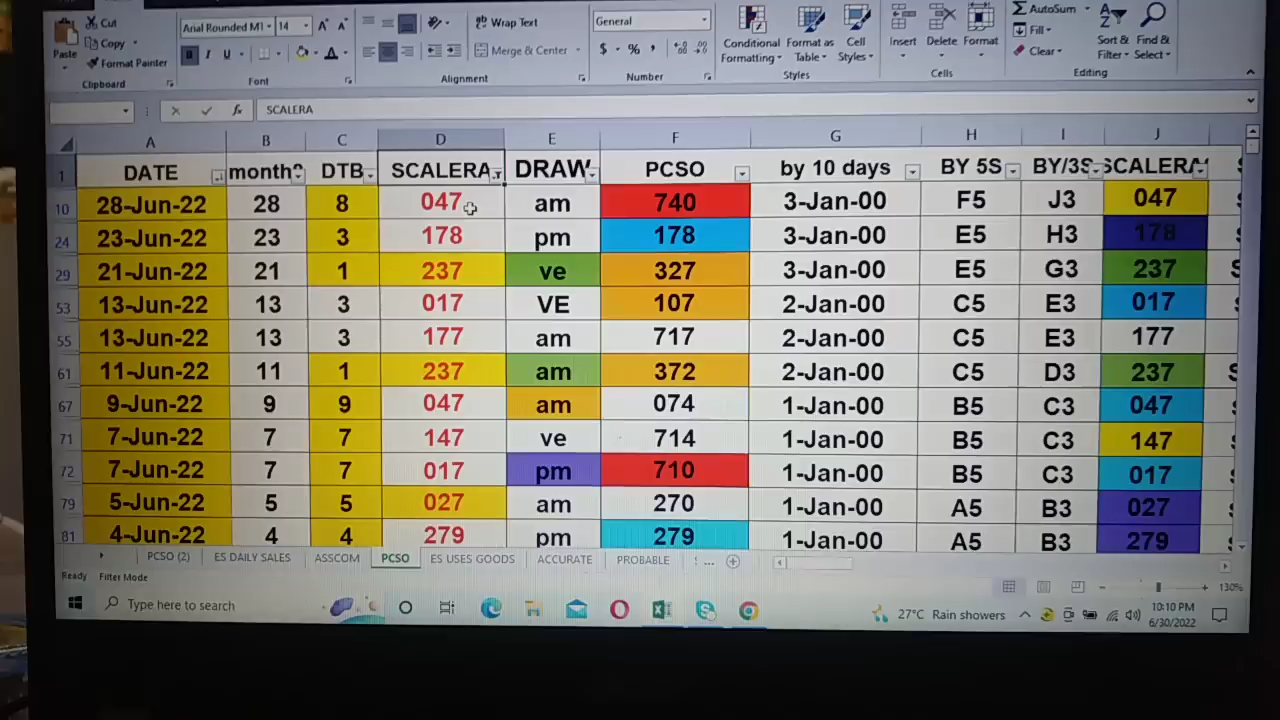 Cut
Copy
Format Painter
Paste
Clipboard
Arial Rounded MT
14
B I U
Font
Wrap Text
Merge & Center
Alignment
General
$ % ,
Number
Conditional Formatting
Format as Table
Cell Styles
Styles
Insert
Delete
Format
Cells
AutoSum
Fill
Clear
Sort & Filter
Find & Select
Editing
fx SCALERA
A B C D E F G H I J
1 DATE DTB SCALERA DRAW PCSO by 10 days BY 5S BY/3S SCALERA
10 28-Jun-22 28 8 047 am 740 3-Jan-00 F5 J3 047
24 23-Jun-22 23 3 178 pm 178 3-Jan-00 E5 H3 178
29 21-Jun-22 21 1 237 ve 327 3-Jan-00 E5 G3 237
53 13-Jun-22 13 3 017 VE 107 2-Jan-00 C5 E3 017
55 13-Jun-22 13 3 177 am 717 2-Jan-00 C5 E3 177
61 11-Jun-22 11 1 237 am 372 2-Jan-00 C5 D3 237
67 9-Jun-22 9 9 047 am 074 1-Jan-00 B5 C3 047
71 7-Jun-22 7 7 147 ve 714 1-Jan-00 B5 C3 147
72 7-Jun-22 7 7 017 pm 710 1-Jan-00 B5 C3 017
79 5-Jun-22 5 5 027 am 270 1-Jan-00 A5 B3 027
81 4-Jun-22 4 4 279 pm 279 1-Jan-00 A5 B3 279
PCSO (2) ES DAILY SALES ASSCOM PCSO ES USES GOODS ACCURATE PROBABLE ...
Ready Filter Mode 130%
Type here to search
27°C Rain showers
10:10 PM
6/30/2022